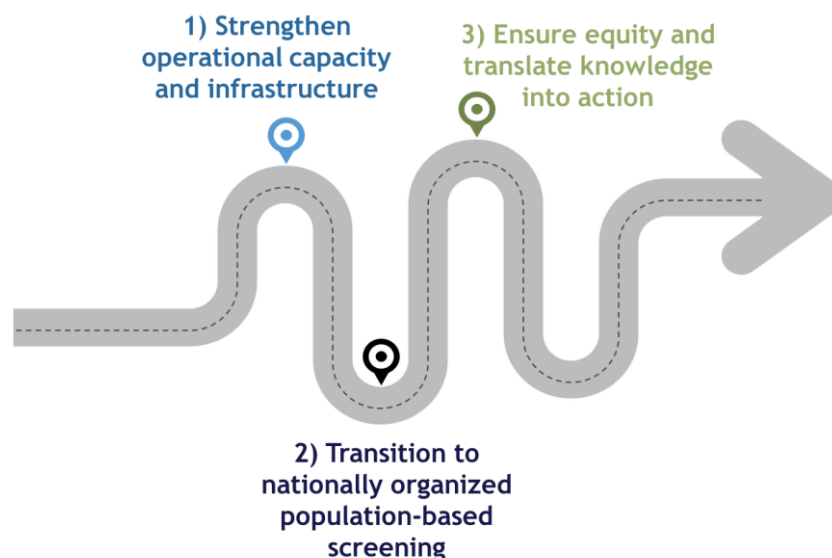 1) Strengthen
operational capacity
and infrastructure
3) Ensure equity and
translate knowledge
into action
2) Transition to
nationally organized
population-based
screening